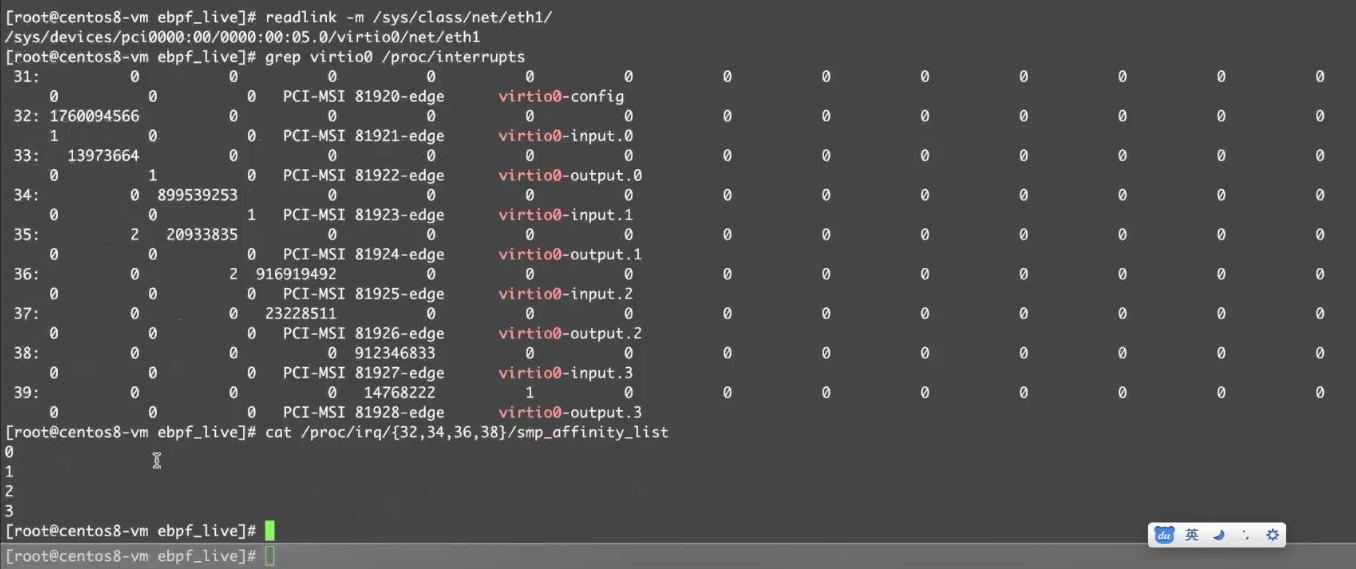 [root@centos8-vm ebpf_live]# readlink -m /sys/class/net/eth1/
/sys/devices/pci0000:00/0000:00:05.0/virtio0/net/eth1
[root@centos8-vm ebpf_live]# grep virtio0 /proc/interrupts
31: 0 0 0 0 0 0 0 0 0 0 0 0 0
0 0 0 PCI-MSI 81920-edge virtio0-config
32: 1760094566 0 0 0 0 0 0 0 0 0 0 0 0
1 0 0 PCI-MSI 81921-edge virtio0-input.0
33: 13973664 0 0 0 0 0 0 0 0 0 0 0 0
0 1 0 PCI-MSI 81922-edge virtio0-output.0
34: 0 899539253 0 0 0 0 0 0 0 0 0 0 0
0 0 1 PCI-MSI 81923-edge virtio0-input.1
35: 2 20933835 0 0 0 0 0 0 0 0 0 0 0
0 0 0 PCI-MSI 81924-edge virtio0-output.1
36: 0 2 916919492 0 0 0 0 0 0 0 0 0 0
0 0 0 PCI-MSI 81925-edge virtio0-input.2
37: 0 0 23228511 0 0 0 0 0 0 0 0 0 0
0 0 0 PCI-MSI 81926-edge virtio0-output.2
38: 0 0 0 912346833 0 0 0 0 0 0 0 0 0
0 0 0 PCI-MSI 81927-edge virtio0-input.3
39: 0 0 0 14768222 1 0 0 0 0 0 0 0 0
0 0 0 PCI-MSI 81928-edge virtio0-output.3
[root@centos8-vm ebpf_live]# cat /proc/irq/{32,34,36,38}/smp_affinity_list
0
1
2
3
[root@centos8-vm ebpf_live]#
du 英
[root@centos8-vm ebpf_live]#